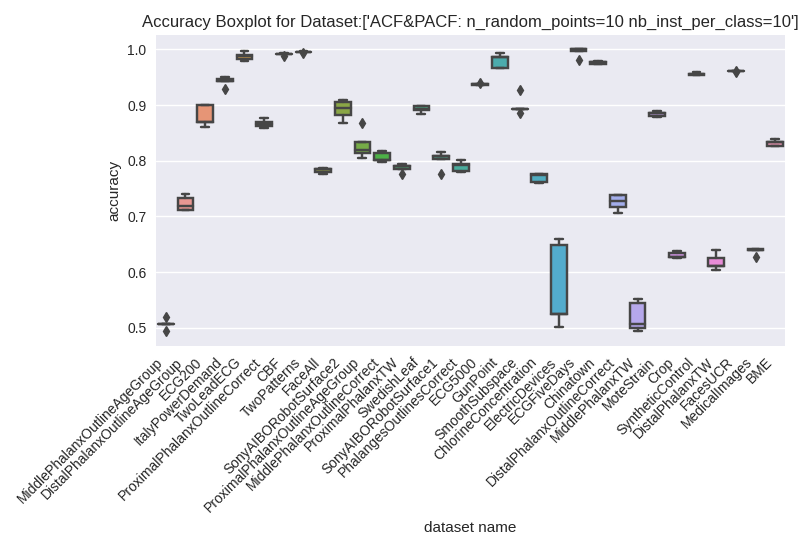 Accuracy Boxplot for Dataset:['ACF&PACF: n_random_points=10 nb_inst_per_class=10']
accuracy
1.0
0.9
0.8
0.7
0.6
0.5
MiddlePhalanxOutlineAgeGroup
DistalPhalanxOutlineAgeGroup
ECG200
ItalyPowerDemand
TwoLeadECG
ProximalPhalanxOutlineCorrect
CBF
TwoPatterns
FaceAll
SonyAIBORobotSurface2
ProximalPhalanxOutlineAgeGroup
MiddlePhalanxOutlineCorrect
ProximalPhalanxTW
SwedishLeaf
SonyAIBORobotSurface1
PhalangesOutlinesCorrect
ECG5000
GunPoint
SmoothSubspace
ChlorineConcentration
ElectricDevices
ECGFiveDays
Chinatown
DistalPhalanxOutlineCorrect
MiddlePhalanxTW
MoteStrain
Crop
SyntheticControl
DistalPhalanxTW
FacesUCR
MedicalImages
BME
dataset name